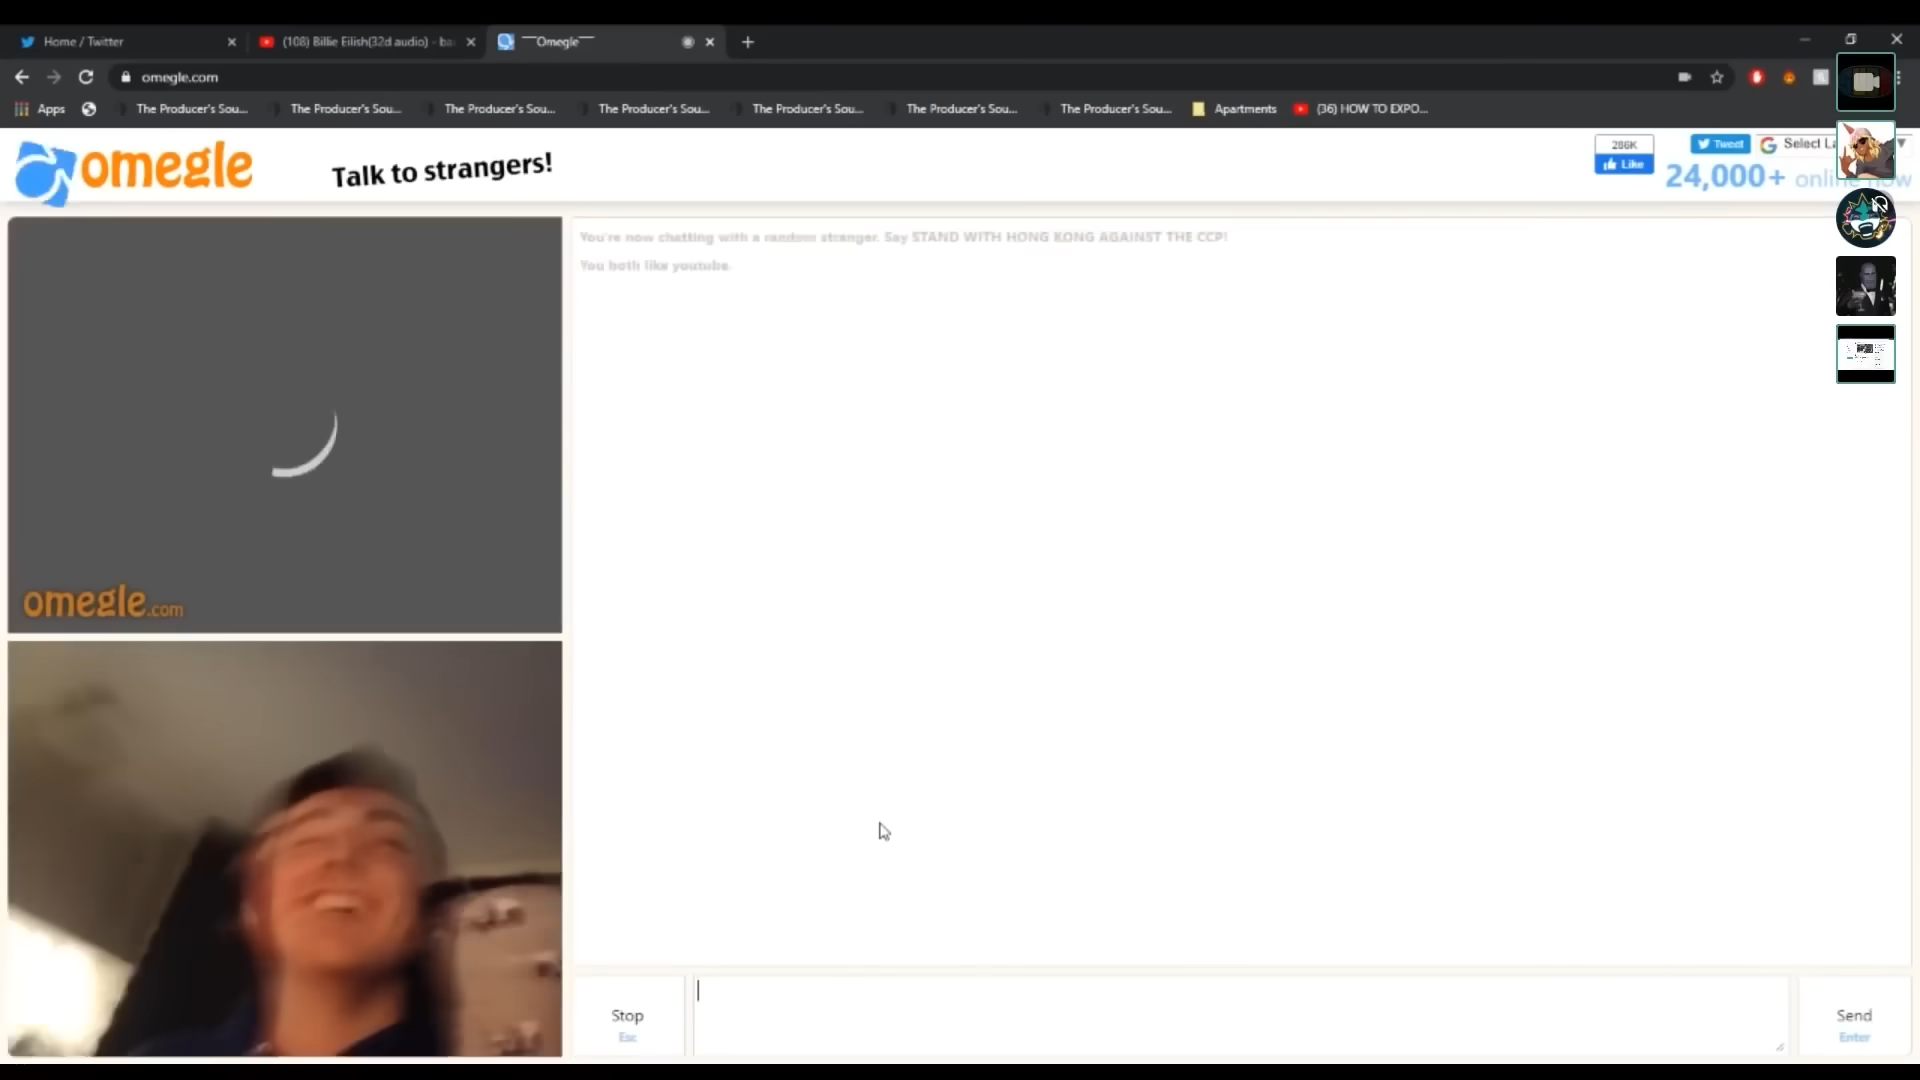 Home / Twitter
(108) Billie Eilish(32d audio) - ba
Omegle
omegle.com
Apps
The Producer's Sou...
The Producer's Sou...
The Producer's Sou...
The Producer's Sou...
The Producer's Sou...
The Producer's Sou...
The Producer's Sou...
Apartments
(36) HOW TO EXPO...
omegle
Talk to strangers!
286K
Like
Tweet
G Select La
24,000+ online now
You're now chatting with a random stranger. Say STAND WITH HONG KONG AGAINST THE CCP!
You both like youtube.
omegle.com
Stop
Esc
Send
Enter